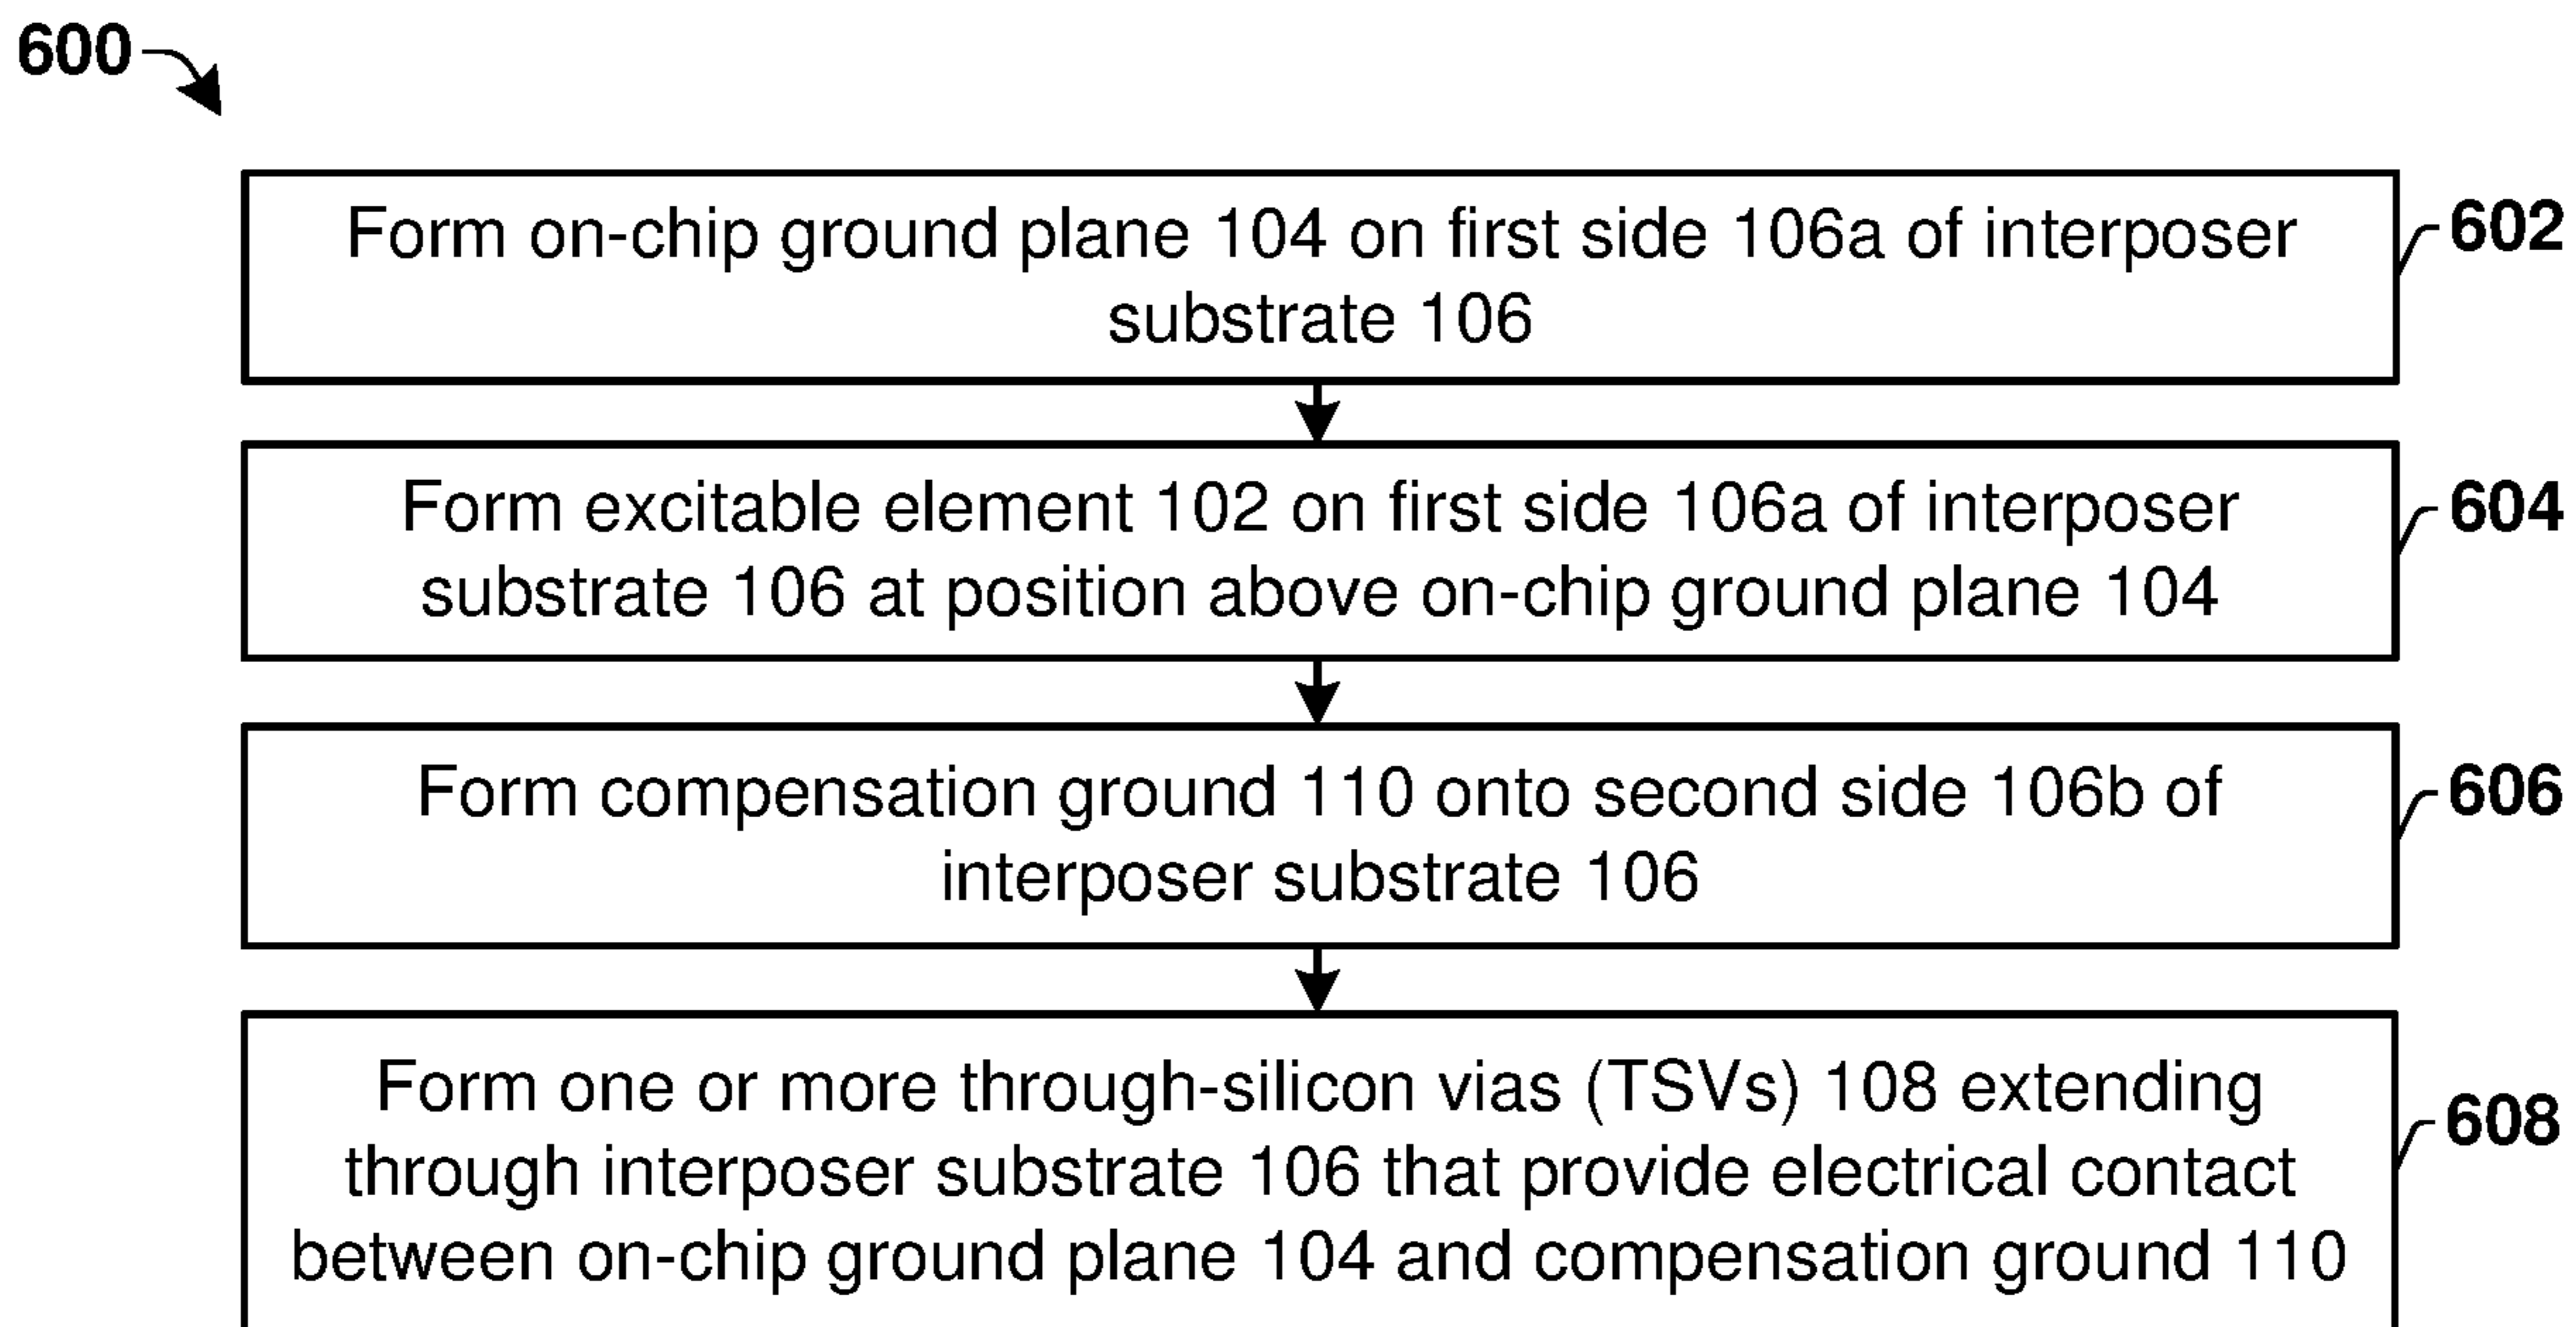 600
Form on-chip ground plane 104 on first side 106a of interposer
substrate 106
602
Form excitable element 102 on first side 106a of interposer
substrate 106 at position above on-chip ground plane 104
604
Form compensation ground 110 onto second side 106b of
interposer substrate 106
606
Form one or more through-silicon vias (TSVs) 108 extending
through interposer substrate 106 that provide electrical contact
between on-chip ground plane 104 and compensation ground 110
608